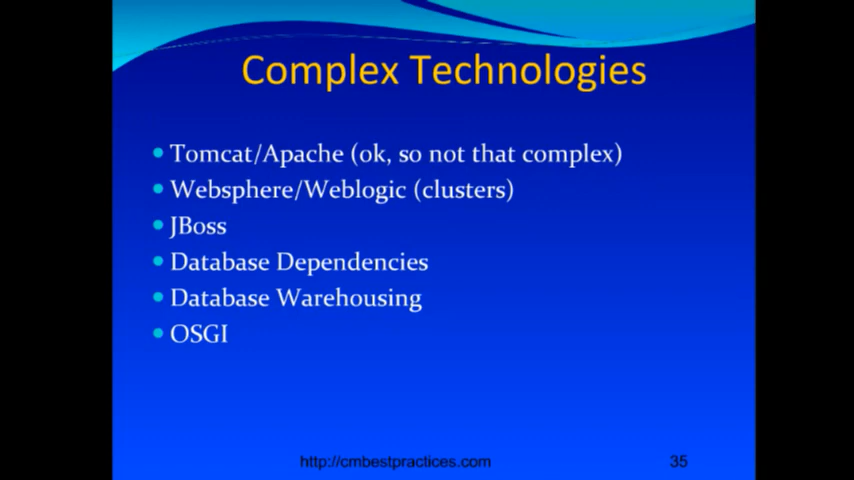 Complex Technologies
Tomcat/Apache (ok, so not that complex)
Websphere/Weblogic (clusters)
JBoss
Database Dependencies
Database Warehousing
OSGI
http://cmbestpractices.com 35